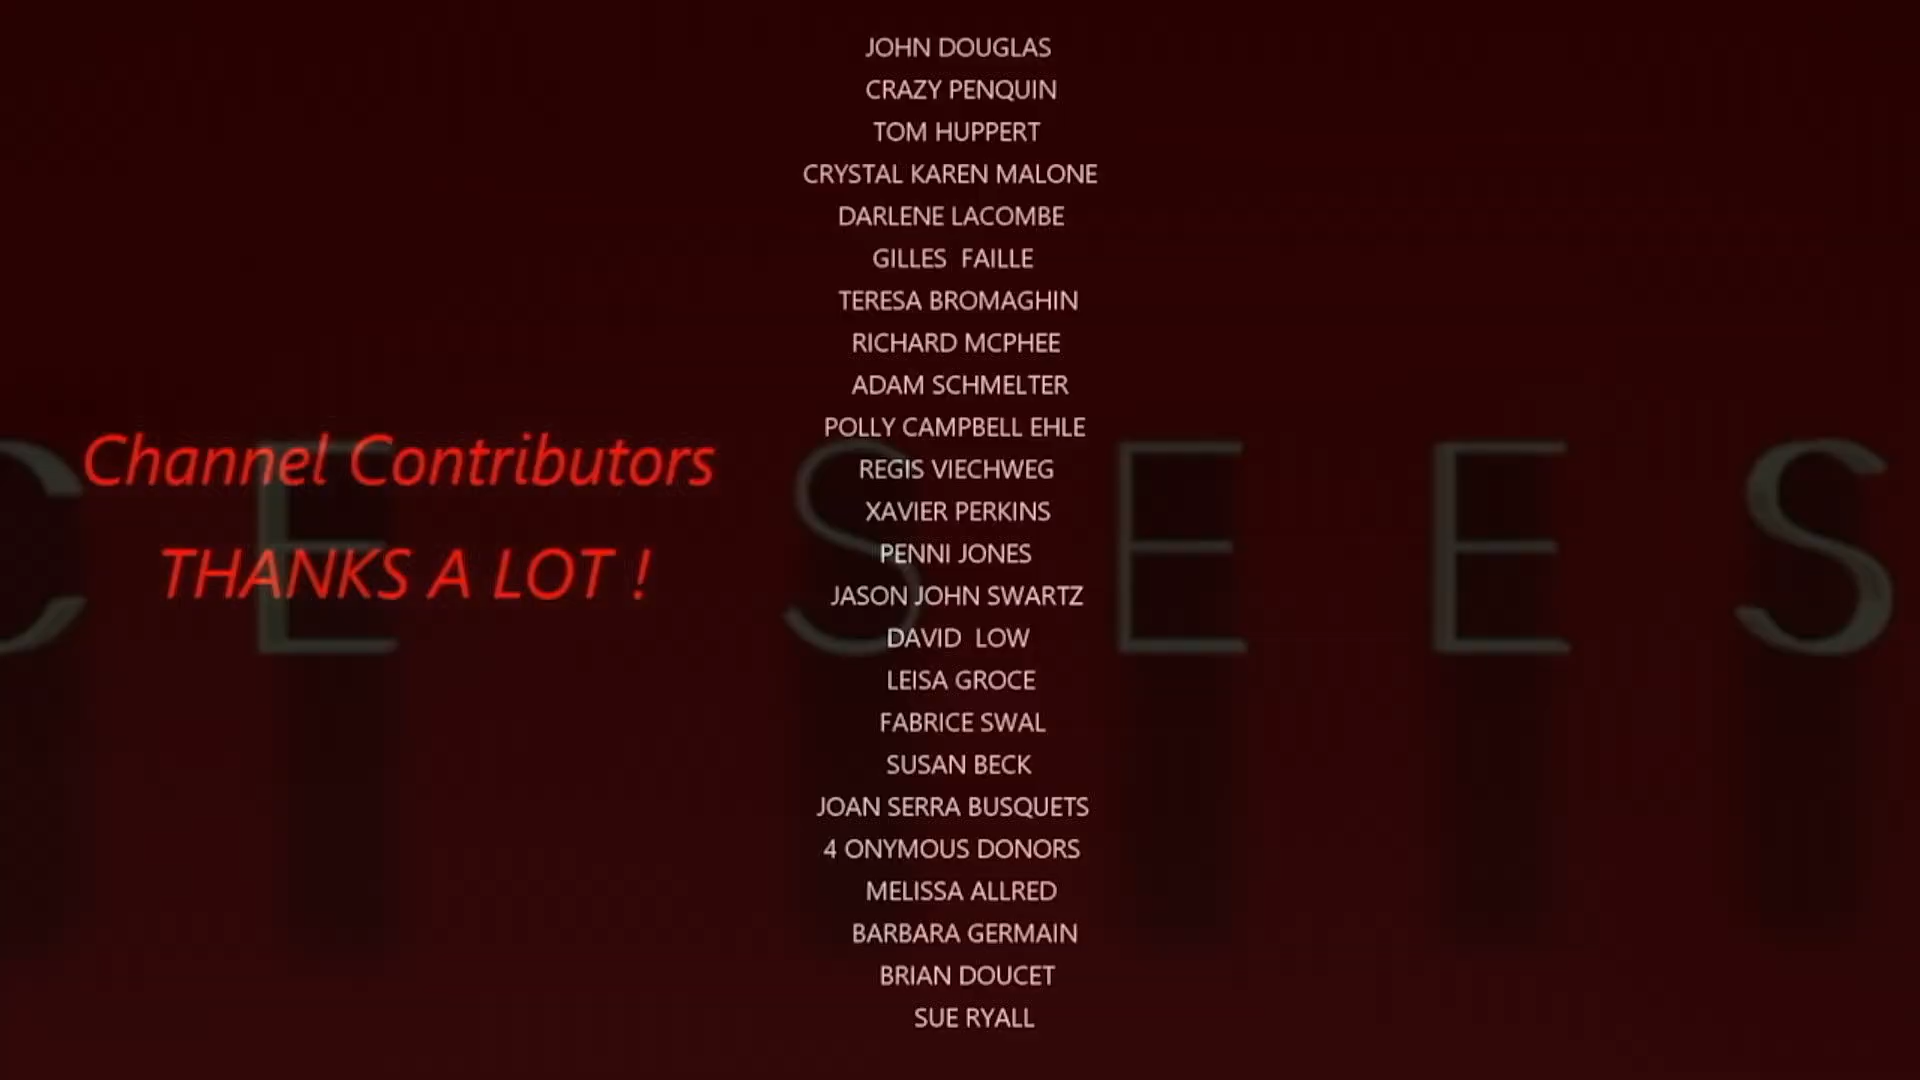 JOHN DOUGLAS
CRAZY PENQUIN
TOM HUPPERT
CRYSTAL KAREN MALONE
DARLENE LACOMBE
GILLES  FAILLE
TERESA BROMAGHIN
RICHARD MCPHEE
ADAM SCHMELTER
POLLY CAMPBELL EHLE
REGIS VIECHWEG
XAVIER PERKINS
PENNI JONES
JASON JOHN SWARTZ
DAVID  LOW
LEISA GROCE
FABRICE SWAL
SUSAN BECK
JOAN SERRA BUSQUETS
4 ONYMOUS DONORS
MELISSA ALLRED
BARBARA GERMAIN
BRIAN DOUCET
SUE RYALL
Channel Contributors
THANKS A LOT !
CE SEES